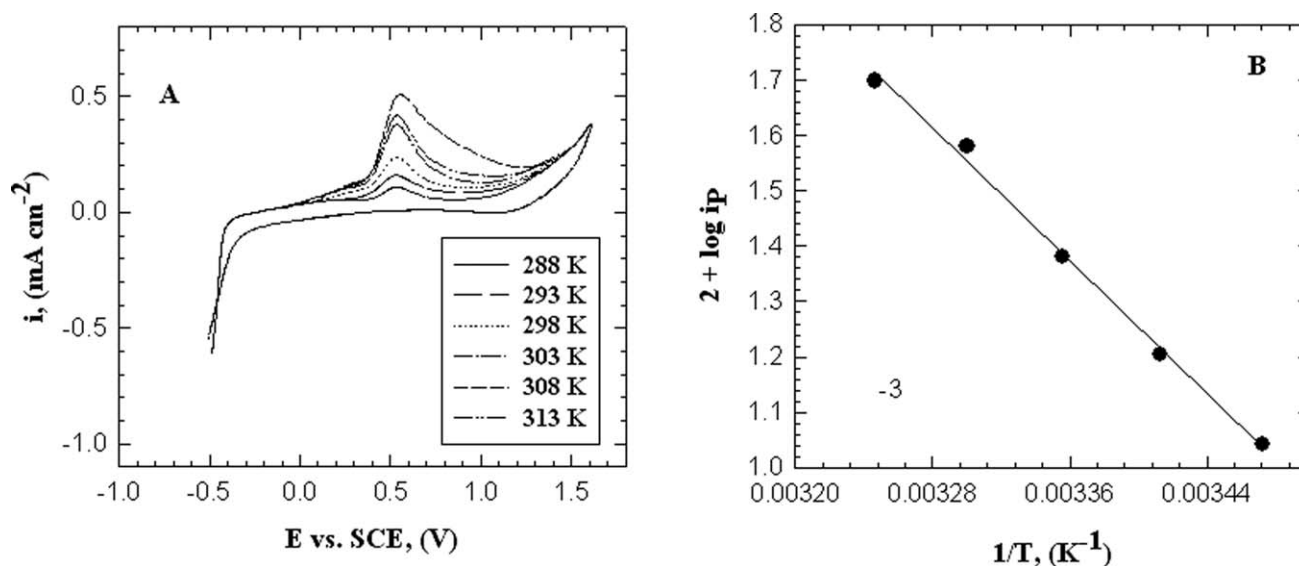 A
0.5
0.0
-0.5
-1.0
-1.0 -0.5 0.0 0.5 1.0 1.5
i, (mA cm⁻²)
E vs. SCE, (V)
288 K
293 K
298 K
303 K
308 K
313 K
B
1.8
1.7
1.6
1.5
1.4
1.3
1.2
1.1
1.0
-3
0.00320 0.00328 0.00336 0.00344
2 + log iP
1/T, (K⁻¹)